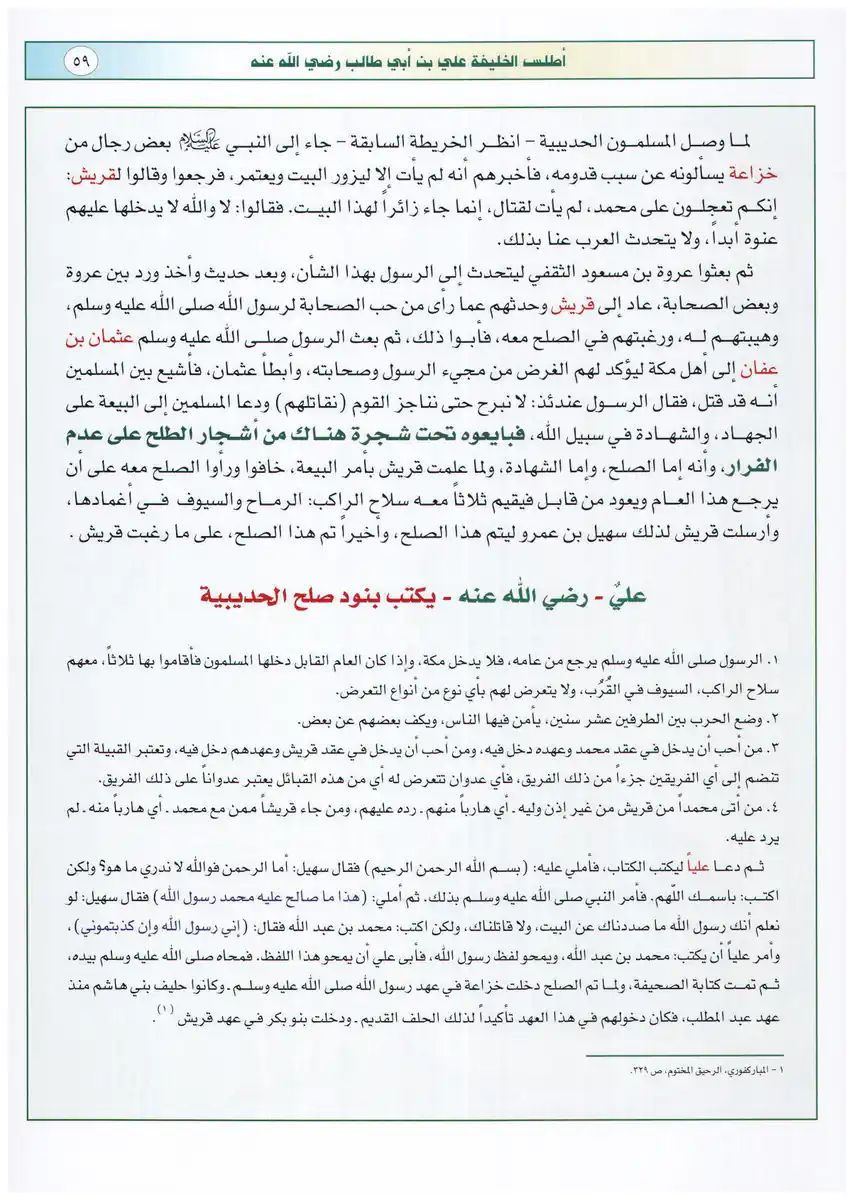 أطلس الخليفة علي بن أبي طالب رضي الله عنه
٥٩
لما وصل المسلمون الحديبية - انظر الخريطة السابقة - جاء إلى النبي عليه السلام بعض رجال من
خزاعة يسألونه عن سبب قدومه، فأخبرهم أنه لم يأت إلا ليزور البيت ويعتمر، فرجعوا وقالوا لقريش:
إنكم تعجلون على محمد، لم يأت لقتال، إنما جاء زائراً لهذا البيت. فقالوا: لا والله لا يدخلها عليهم
عنوة أبداً، ولا يتحدث العرب عنا بذلك.
ثم بعثوا عروة بن مسعود الثقفي ليتحدث إلى الرسول بهذا الشأن، وبعد حديث وأخذ ورد بين عروة
وبعض الصحابة، عاد إلى قريش وحدثهم عما رأى من حب الصحابة لرسول الله صلى الله عليه وسلم،
وهيبتهم له، ورغبتهم في الصلح معه، فأبوا ذلك، ثم بعث الرسول صلى الله عليه وسلم عثمان بن
عفان إلى أهل مكة ليؤكد لهم الغرض من مجيء الرسول وصحابته، وأبطأ عثمان، فأشيع بين المسلمين
أنه قد قتل، فقال الرسول عندئذ: لا نبرح حتى نناجز القوم (نقاتلهم) ودعا المسلمين إلى البيعة على
الجهاد، والشهادة في سبيل الله، فبايعوه تحت شجرة هناك من أشجار الطلح على عدم
الفرار، وأنه إما الصلح، وإما الشهادة، ولما علمت قريش بأمر البيعة، خافوا ورأوا الصلح معه على أن
يرجع هذا العام ويعود من قابل فيقيم ثلاثاً معه سلاح الراكب: الرماح والسيوف في أغمادها،
وأرسلت قريش لذلك سهيل بن عمرو ليتم هذا الصلح، وأخيراً تم هذا الصلح، على ما رغبت قريش .
عليٌ - رضي الله عنه - يكتب بنود صلح الحديبية
١. الرسول صلى الله عليه وسلم يرجع من عامه، فلا يدخل مكة، وإذا كان العام القابل دخلها المسلمون فأقاموا بها ثلاثاً، معهم
سلاح الراكب، السيوف في القُرُب، ولا يتعرض لهم بأي نوع من أنواع التعرض.
٢. وضع الحرب بين الطرفين عشر سنين، يأمن فيها الناس، ويكف بعضهم عن بعض.
٣. من أحب أن يدخل في عقد محمد وعهده دخل فيه، ومن أحب أن يدخل في عقد قريش وعهدهم دخل فيه، وتعتبر القبيلة التي
تنضم إلى أي الفريقين جزءاً من ذلك الفريق، فأي عدوان تتعرض له أي من هذه القبائل يعتبر عدواناً على ذلك الفريق.
٤. من أتى محمداً من قريش من غير إذن وليه ـ أي هارباً منهم ـ رده عليهم، ومن جاء قريشاً ممن مع محمد ـ أي هارباً منه ـ لم
يرد عليه.
ثم دعا علياً ليكتب الكتاب، فأملي عليه: (بسم الله الرحمن الرحيم) فقال سهيل: أما الرحمن فوالله لا ندري ما هو؟ ولكن
اكتب: باسمك اللّهم. فأمر النبي صلى الله عليه وسلم بذلك. ثم أملي: (هذا ما صالح عليه محمد رسول الله) فقال سهيل: لو
نعلم أنك رسول الله ما صددناك عن البيت، ولا قاتلناك، ولكن اكتب: محمد بن عبد الله فقال: (إني رسول الله وإن كذبتموني)،
وأمر علياً أن يكتب: محمد بن عبد الله، ويمحو لفظ رسول الله، فأبى علي أن يمحو هذا اللفظ. فمحاه صلى الله عليه وسلم بيده،
ثم تمت كتابة الصحيفة، ولما تم الصلح دخلت خزاعة في عهد رسول الله صلى الله عليه وسلم ـ وكانوا حليف بني هاشم منذ
عهد عبد المطلب، فكان دخولهم في هذا العهد تأكيداً لذلك الحلف القديم ـ ودخلت بنو بكر في عهد قريش (١).
١ - المباركفوري، الرحيق المختوم، ص ٣٢٩.